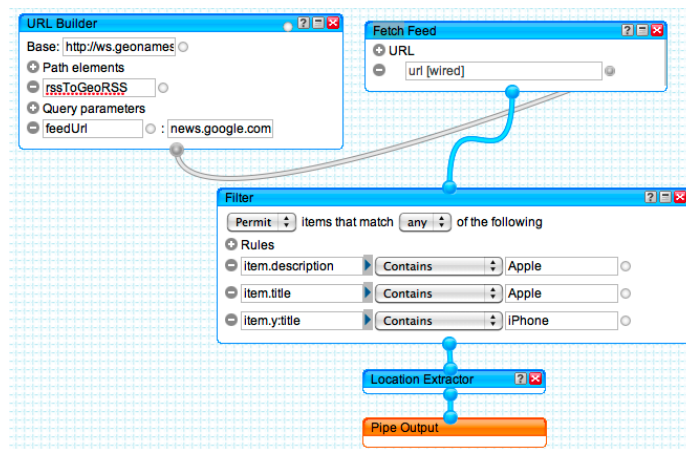 URL Builder
Base: http://ws.geonames
Path elements
rssToGeoRSS
Query parameters
feedUrl : news.google.com
Fetch Feed
URL
url [wired]
Filter
Permit items that match any of the following
Rules
item.description Contains Apple
item.title Contains Apple
item.y:title Contains iPhone
Location Extractor
Pipe Output